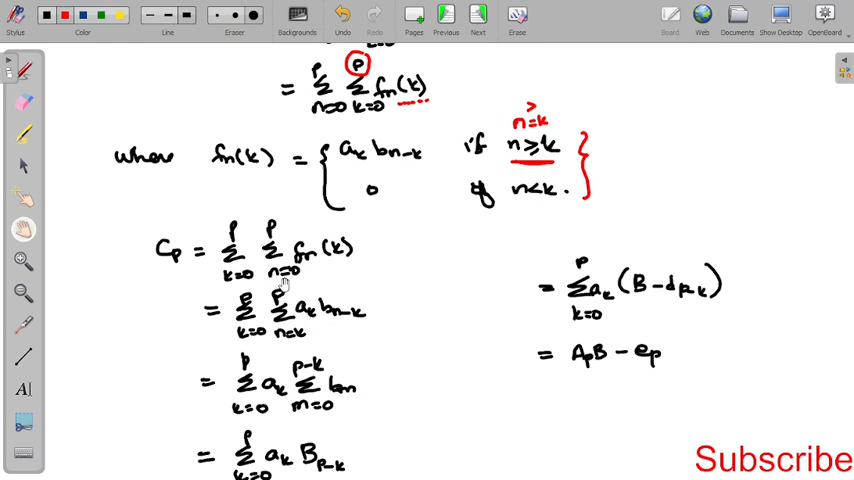 Stylus Color Line Eraser Backgrounds Undo Redo Pages Previous Next Erase Board Web Documents Show Desktop OpenBoard
= p∑n=0 p∑k=0 fn(k)
> n=k
where fn(k) = { ak bn-k if n≥k }
0 if n<k.
Cp = p∑k=0 p∑n=0 fn(k)
= p∑k=0 p∑n=k ak bn-k
= p∑k=0 ak p-k∑m=0 bm
= p∑k=0 ak Bp-k
= p∑k=0 ak (B - dp-k)
= ApB - ep
Subscribe